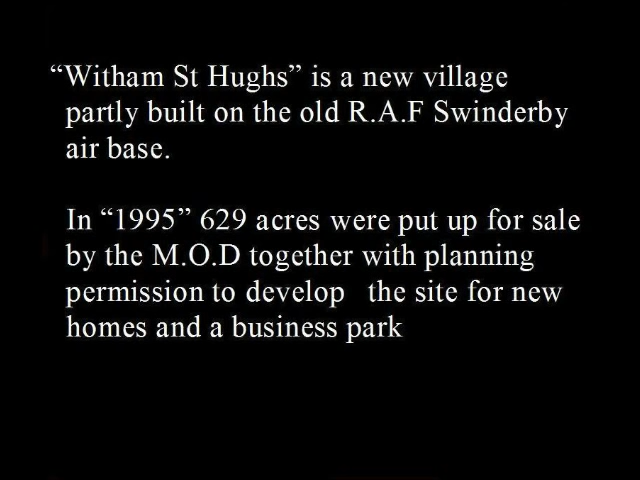 “Witham St Hughs” is a new village
partly built on the old R.A.F Swinderby
air base.
In “1995” 629 acres were put up for sale
by the M.O.D together with planning
permission to develop the site for new
homes and a business park